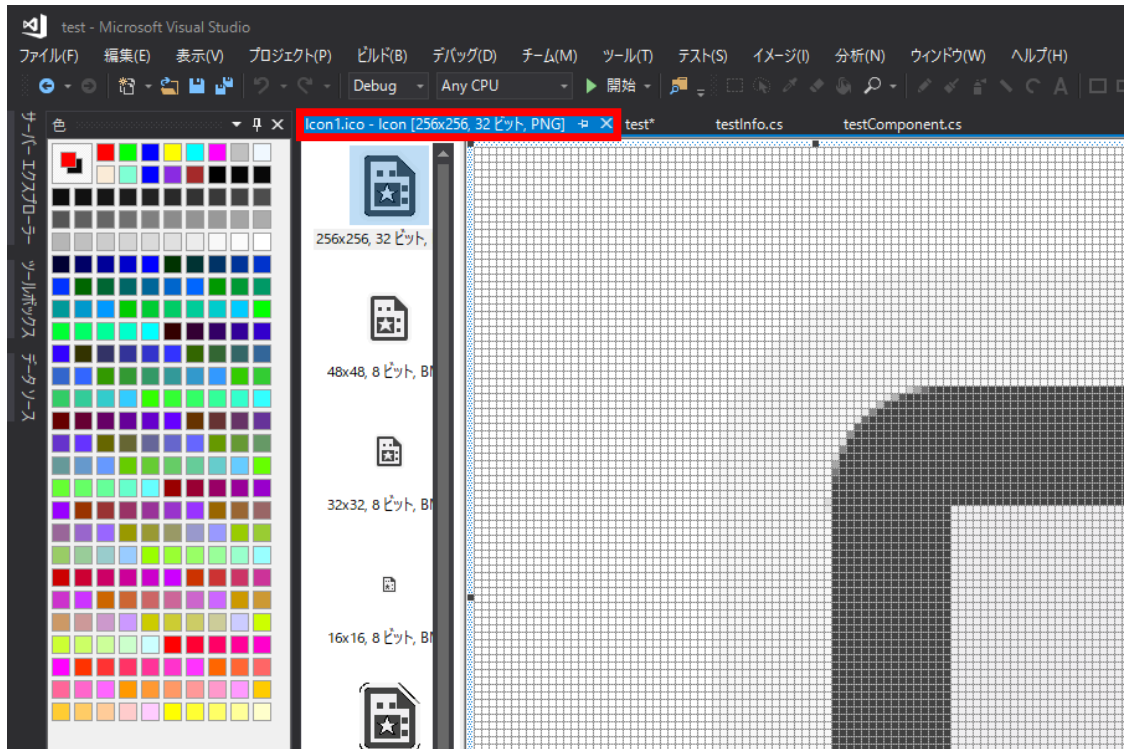 test - Microsoft Visual Studio
ファイル(F) 編集(E) 表示(V) プロジェクト(P) ビルド(B) デバッグ(D) チーム(M) ツール(T) テスト(S) イメージ(I) 分析(N) ウィンドウ(W) ヘルプ(H)
Debug Any CPU 開始
サーバー エクスプローラー
ツールボックス
データ ソース
色
Icon1.ico - Icon [256x256, 32 ビット, PNG] test* testInfo.cs testComponent.cs
256x256, 32 ビット,
48x48, 8 ビット, BM
32x32, 8 ビット, BM
16x16, 8 ビット, BM